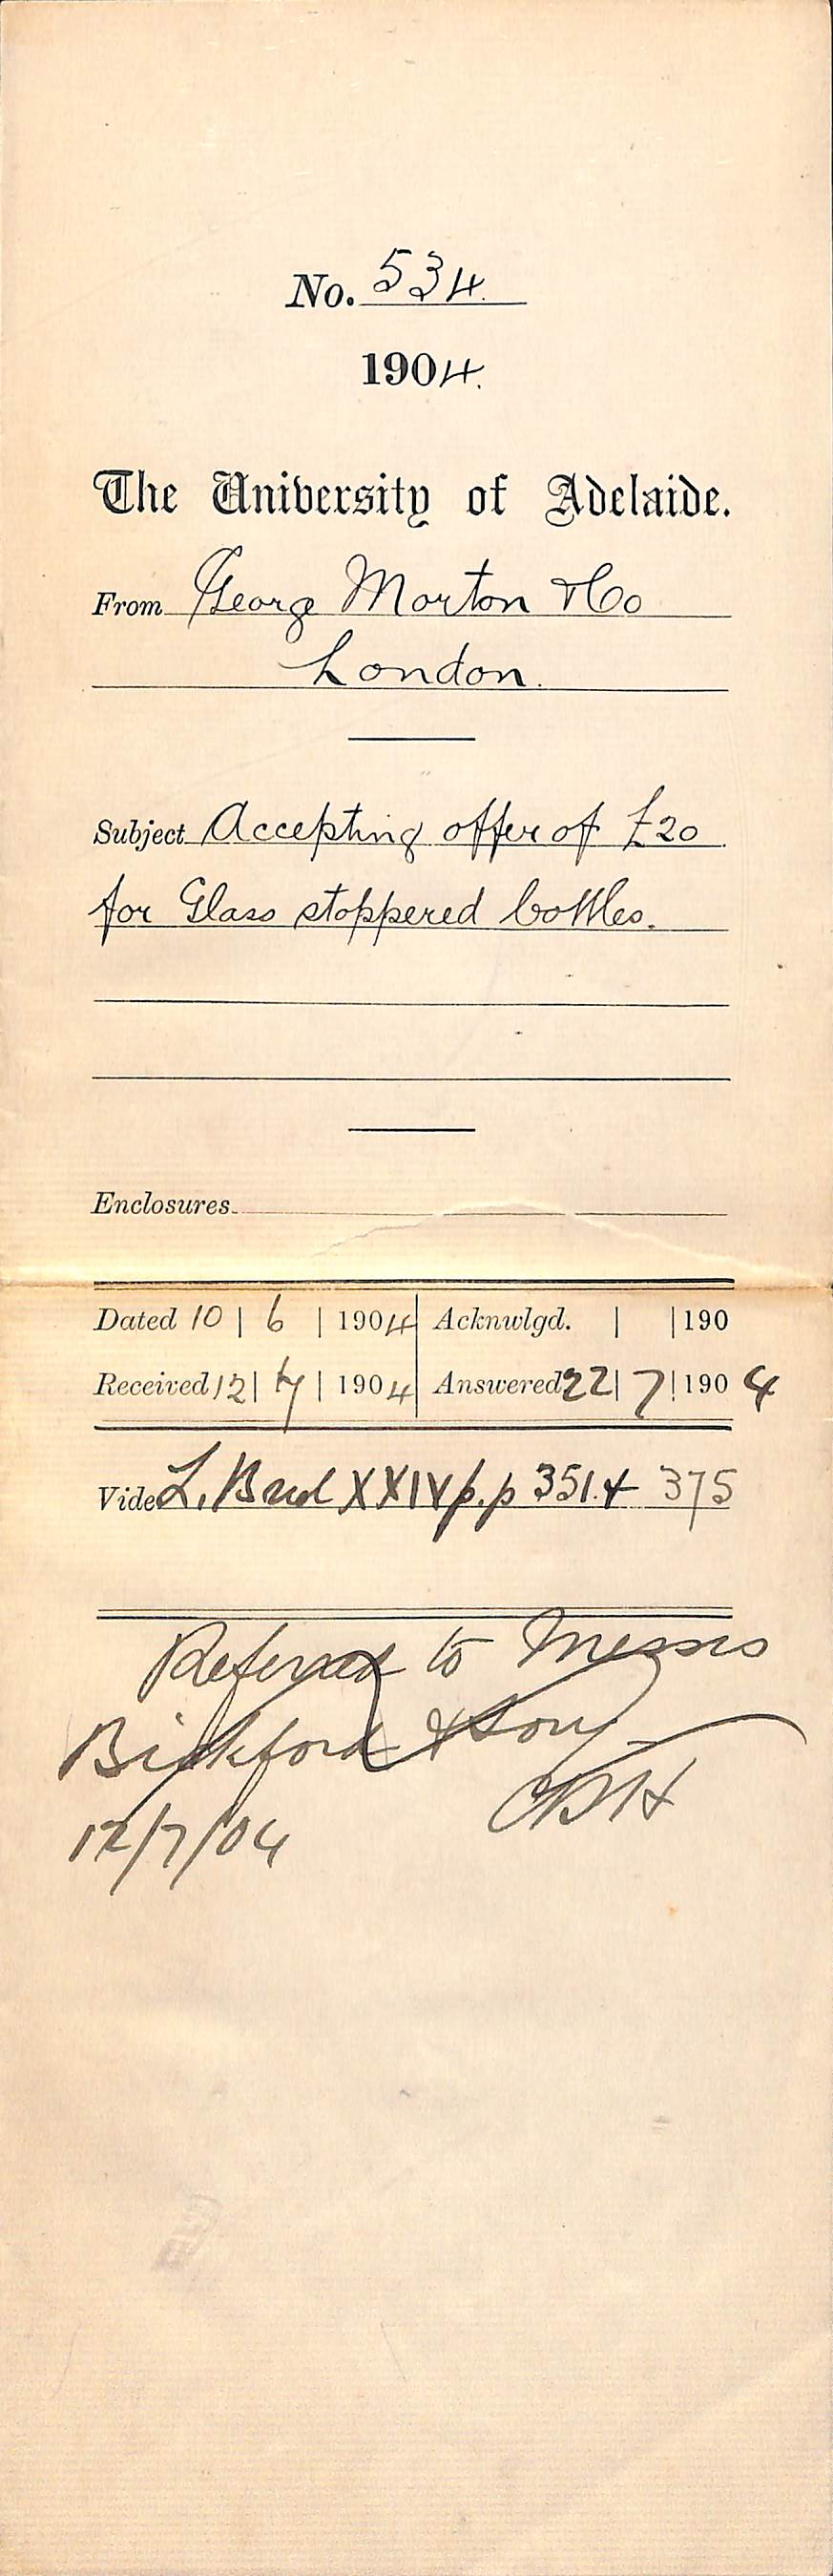 No. 534.
1904.
The University of Adelaide.
From George Morton & Co
London.
Subject Accepting offer of £20
for Glass stoppered bottles.
Enclosures
Dated 10 | 6 | 1904 Acknwlgd. | | 190
Received 12 | 7 | 1904 Answered 22 | 7 | 1904
Vide L. XXIV p.p 351 & 375
Referred to Messrs
Bickford & Sons
12/7/04